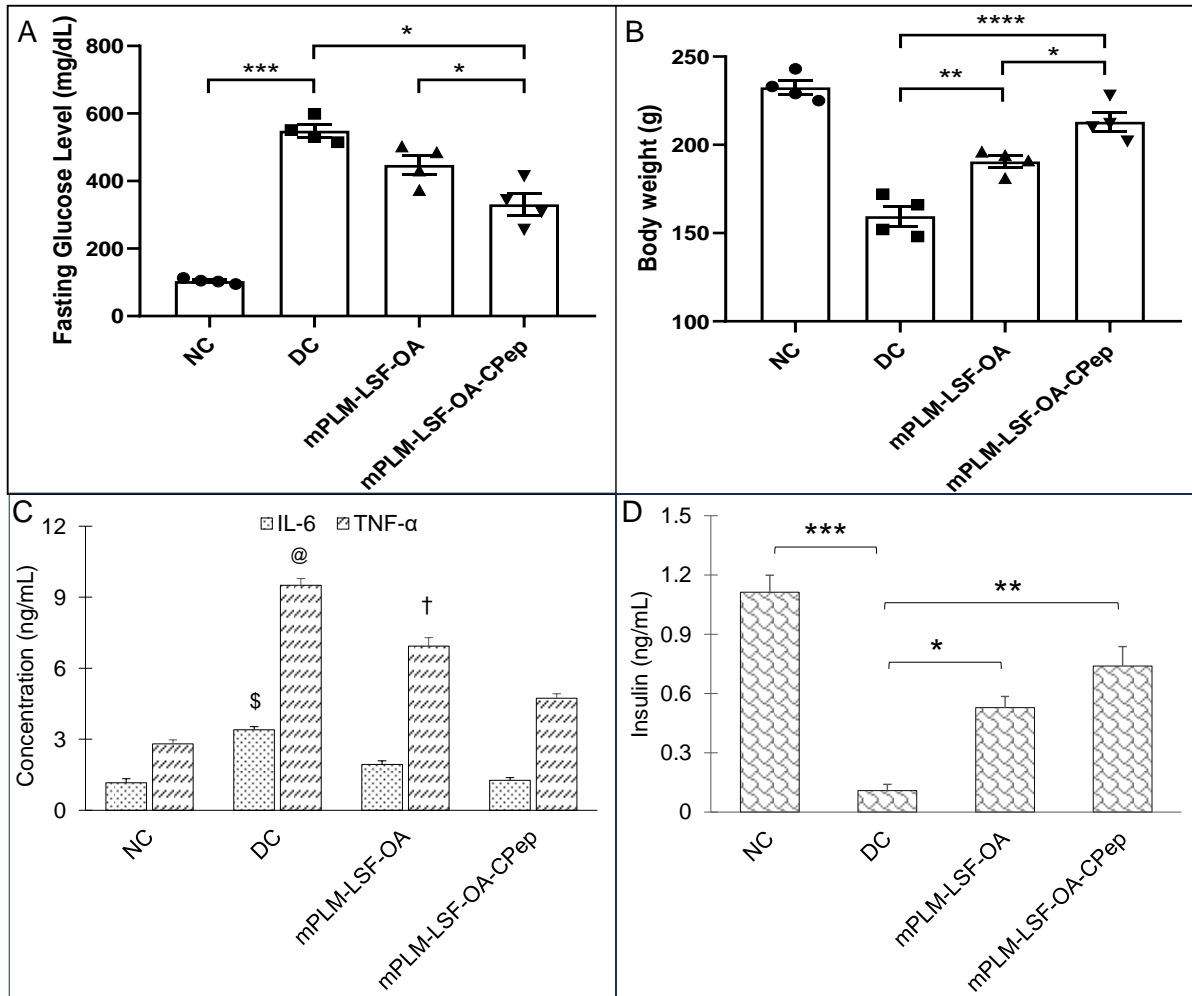 A
Fasting Glucose Level (mg/dL)
800
600
400
200
0
***
*
*
NC
DC
mPLM-LSF-OA
mPLM-LSF-OA-CPep
B
Body weight (g)
250
200
150
100
****
**
*
NC
DC
mPLM-LSF-OA
mPLM-LSF-OA-CPep
C
Concentration (ng/mL)
12
9
6
3
0
IL-6 TNF-α
$
@
†
NC
DC
mPLM-LSF-OA
mPLM-LSF-OA-CPep
D
Insulin (ng/mL)
1.5
1.2
0.9
0.6
0.3
0
***
**
*
NC
DC
mPLM-LSF-OA
mPLM-LSF-OA-CPep